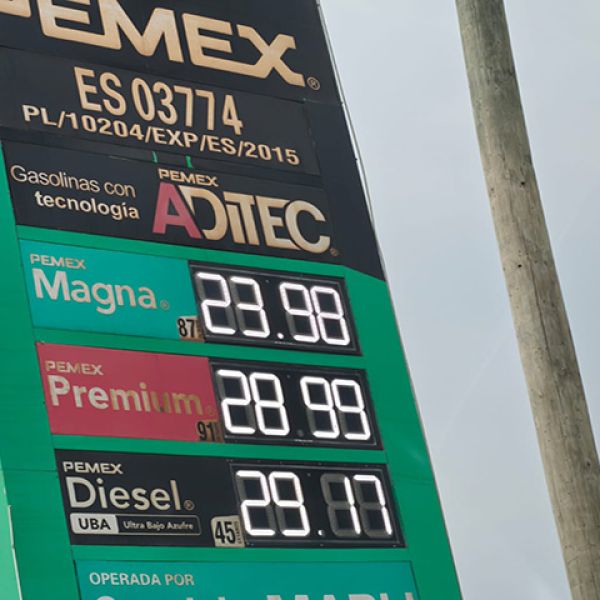 PEMEX®
ES 03774
PL/10204/EXP/ES/2015
Gasolinas con
tecnología
PEMEX
ADITEC®
PEMEX
Magna®
87
23.98
PEMEX
Premium®
91
28.99
PEMEX
Diesel®
UBA Ultra Bajo Azufre
45
29.17
OPERADA POR